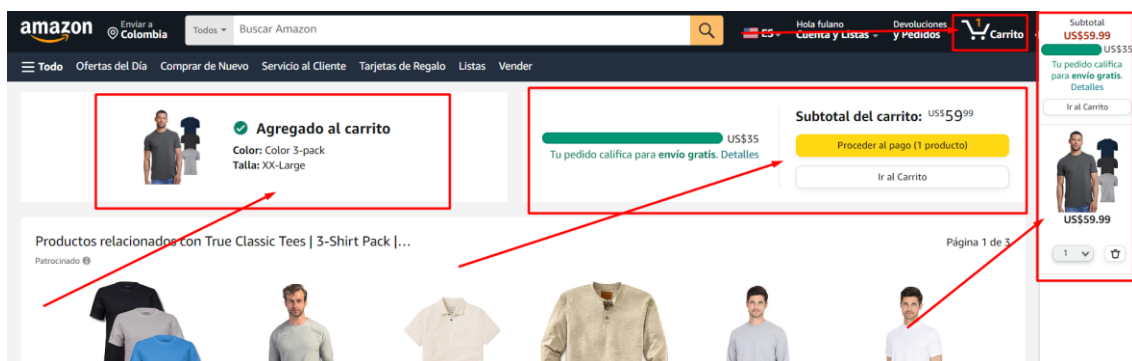 amazon
Enviar a
Colombia
Todos
Buscar Amazon
ES
Hola fulano
Cuenta y Listas
Devoluciones
y Pedidos
1
Carrito
Todo Ofertas del Día Comprar de Nuevo Servicio al Cliente Tarjetas de Regalo Listas Vender
Agregado al carrito
Color: Color 3-pack
Talla: XX-Large
US$35
Tu pedido califica para envío gratis. Detalles
Subtotal del carrito: US$59⁹⁹
Proceder al pago (1 producto)
Ir al Carrito
Productos relacionados con True Classic Tees | 3-Shirt Pack |...
Patrocinado
Página 1 de 3
Subtotal
US$59.99
US$35
Tu pedido califica
para envío gratis.
Detalles
Ir al Carrito
US$59.99
1